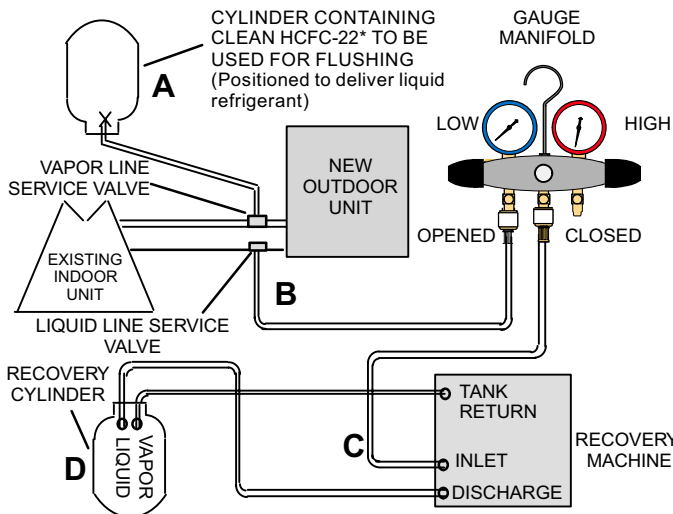 CYLINDER CONTAINING
CLEAN HCFC-22* TO BE
USED FOR FLUSHING
(Positioned to deliver liquid
refrigerant)
A
GAUGE
MANIFOLD
LOW
HIGH
VAPOR LINE
SERVICE VALVE
NEW
OUTDOOR
UNIT
EXISTING
INDOOR
UNIT
OPENED
CLOSED
B
LIQUID LINE SERVICE
VALVE
RECOVERY
CYLINDER
D
LIQUID
VAPOR
C
TANK
RETURN
INLET
DISCHARGE
RECOVERY
MACHINE